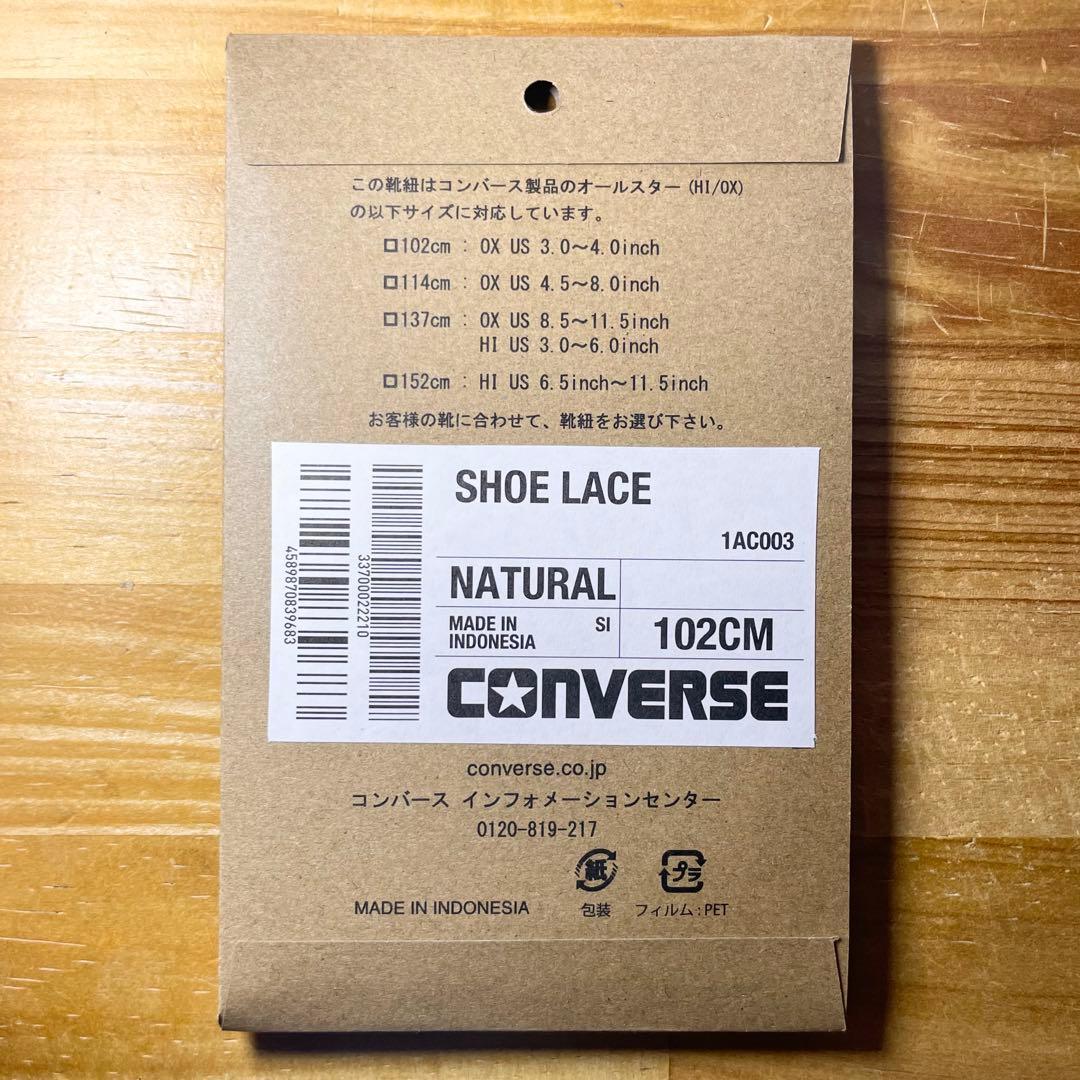 この靴紐はコンバース製品のオールスター (HI/OX)
の以下サイズに対応しています。
□102cm : OX US 3.0〜4.0inch
□114cm : OX US 4.5〜8.0inch
□137cm : OX US 8.5〜11.5inch
HI US 3.0〜6.0inch
□152cm : HI US 6.5inch〜11.5inch
お客様の靴に合わせて、靴紐をお選び下さい。
4589870839683
33700022210
SHOE LACE
1AC003
NATURAL
MADE IN INDONESIA SI
102CM
CONVERSE
converse.co.jp
コンバース インフォメーションセンター
0120-819-217
紙 プラ
MADE IN INDONESIA 包装 フィルム : PET